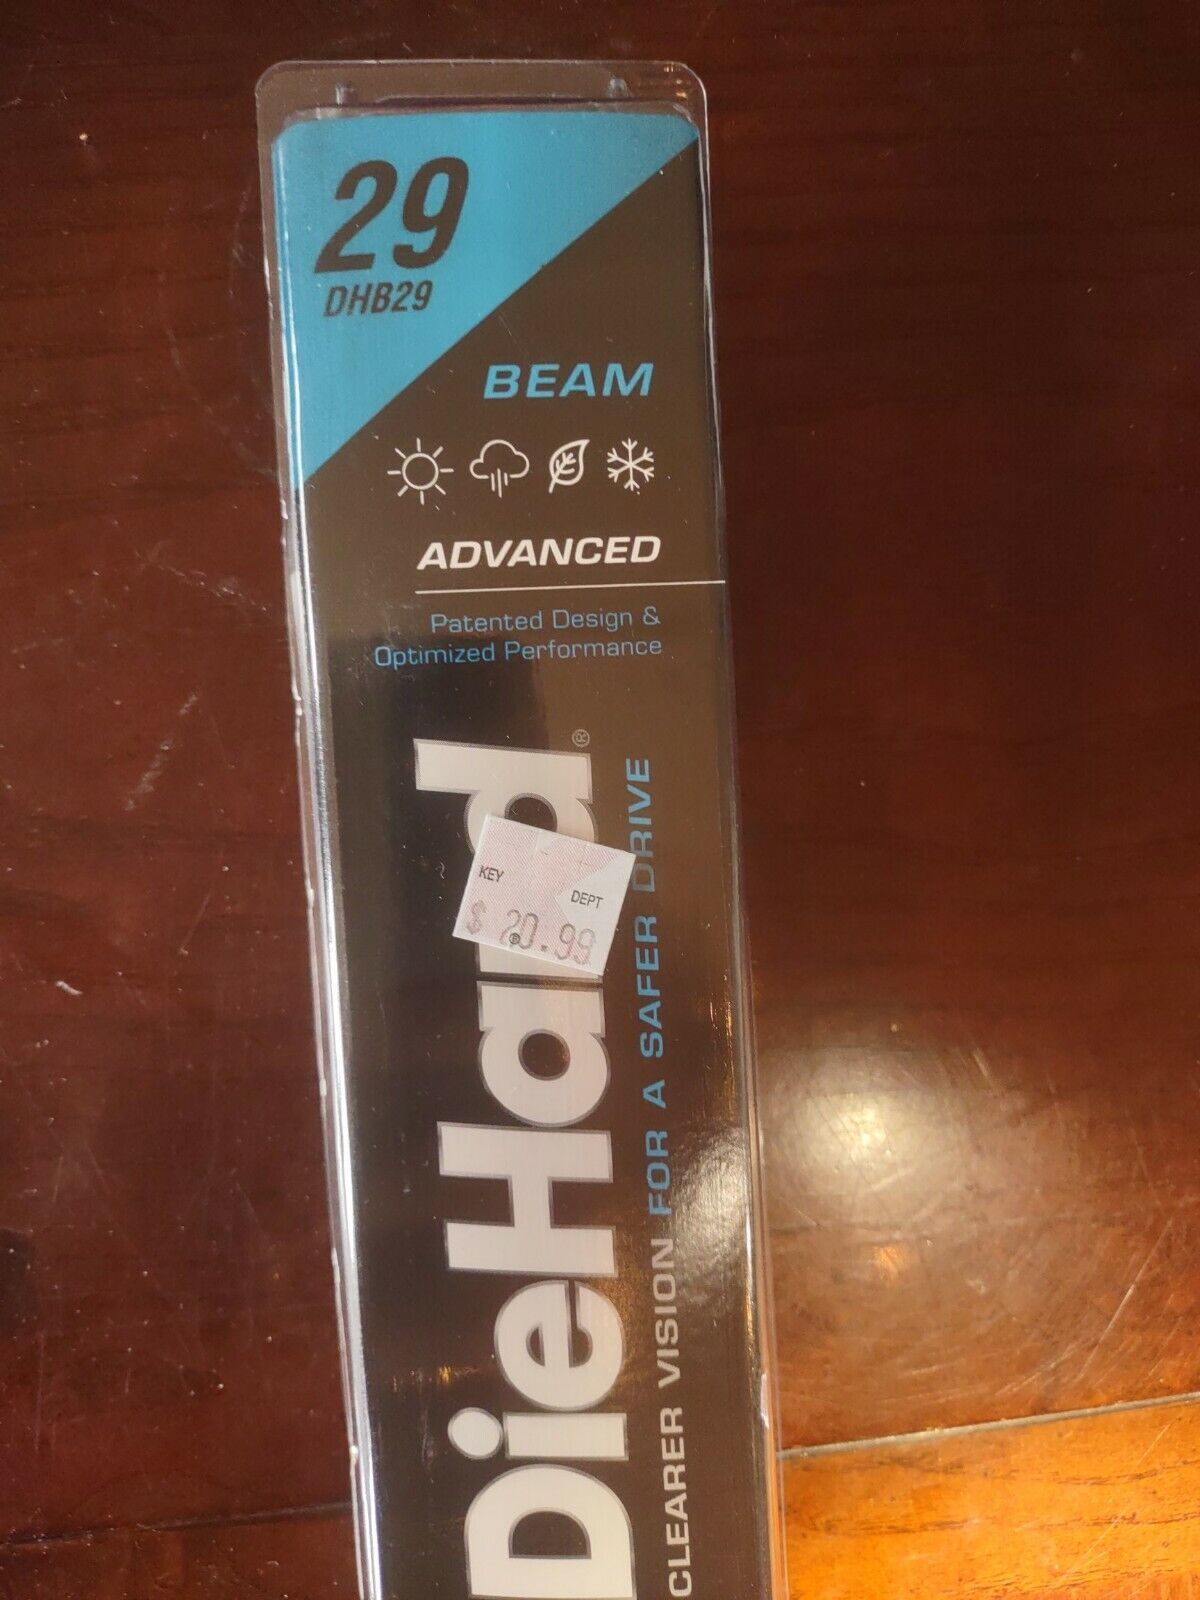 29
DHB29
BEAM
ADVANCED
Patented Design &
Optimized Performance
DieHard®
KEY
DEPT
$ 20.99
CLEARER VISION FOR A SAFER DRIVE